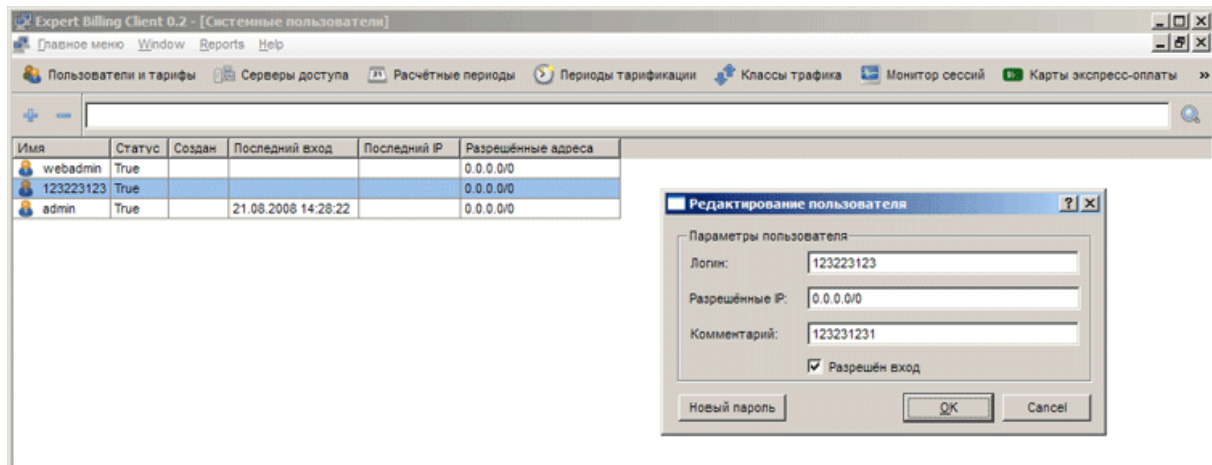 Expert Billing Client 0.2 - [Системные пользователи]
Главное меню Window Reports Help
Пользователи и тарифы Серверы доступа Расчётные периоды Периоды тарификации Классы трафика Монитор сессий Карты экспресс-оплаты »
Имя Статус Создан Последний вход Последний IP Разрешённые адреса
webadmin True 0.0.0.0/0
123223123 True 0.0.0.0/0
admin True 21.08.2008 14:28:22 0.0.0.0/0
Редактирование пользователя
Параметры пользователя
Логин: 123223123
Разрешённые IP: 0.0.0.0/0
Комментарий: 123231231
Разрешён вход
Новый пароль OK Cancel